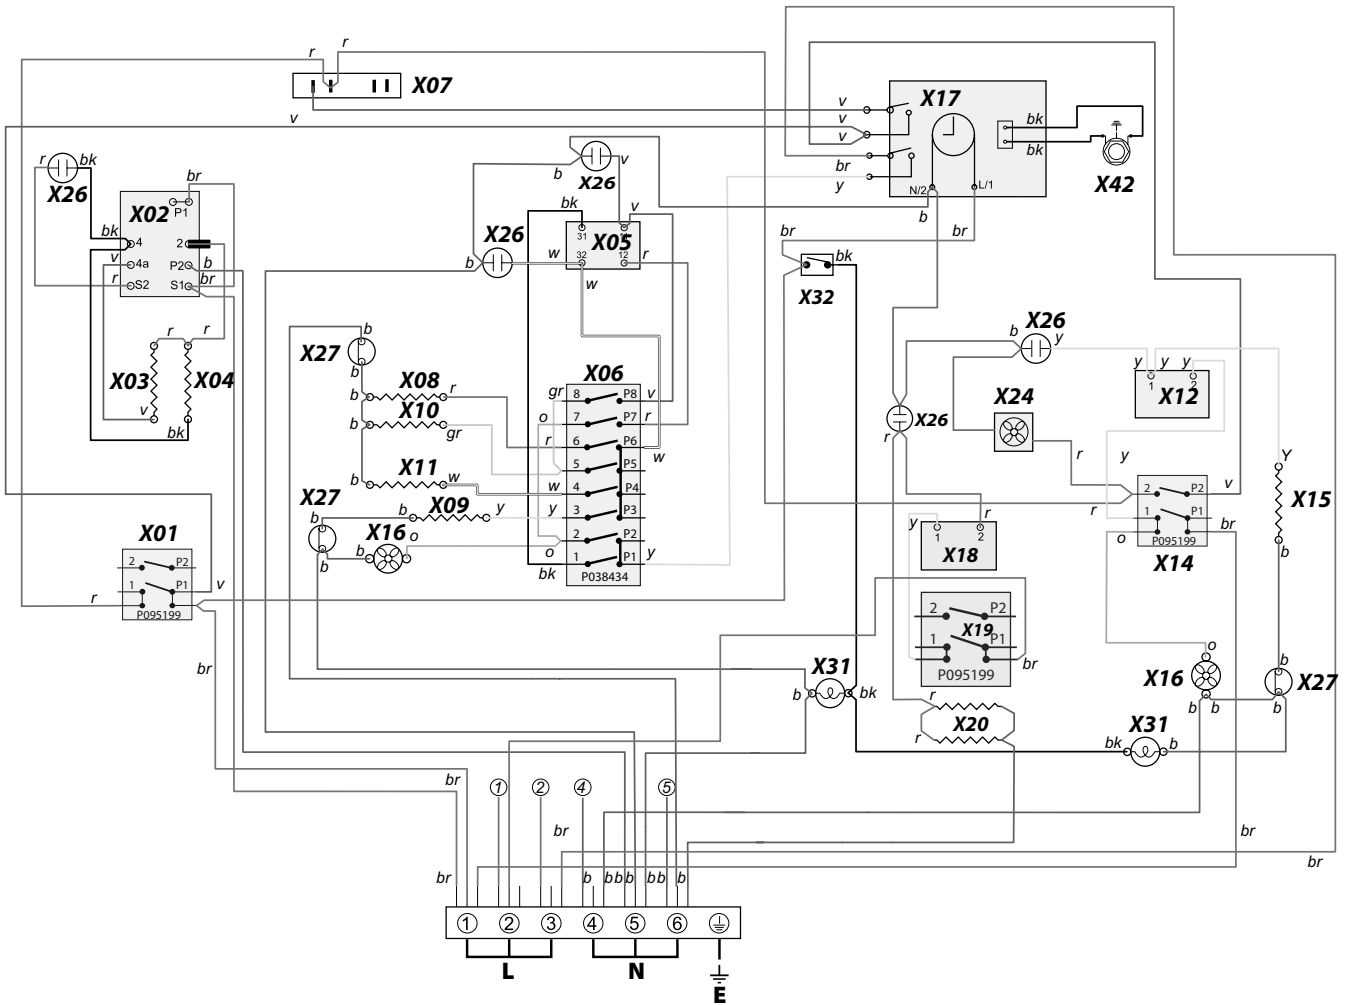 r
r
X07
v
v
v
v
br
y
X17
N/2
L/1
bk
bk
X42
r
bk
X26
br
X02
P1
bk
4
2
v
4a
P2
b
r
S2
S1
br
r
r
X03
X04
v
bk
b
v
X26
bk
v
X26
31
X05
11
b
w
32
12
r
w
b
br
br
bk
X32
b
X27
b
X06
b
X08
r
gr
8
P8
v
X10
o
7
P7
r
b
gr
r
6
P6
w
5
P5
X11
b
w
w
4
P4
X27
b
b
X09
y
y
3
P3
X16
o
b
b
o
2
P2
1
P1
y
bk
P038434
b
X26
y
y
y
y
1
2
X12
X24
r
X26
r
y
r
2
P2
v
1
P1
br
o
P095199
X14
Y
X15
b
X01
2
P2
1
P1
v
r
P095199
br
y
r
1
2
X18
2
P2
X19
1
P1
br
P095199
X31
b
bk
r
X20
r
o
X16
b
b
b
X27
b
X31
bk
b
br
1
2
4
5
br
br
br
br
b
b
b
b
b
b
b
1
2
3
4
5
6
L
N
E